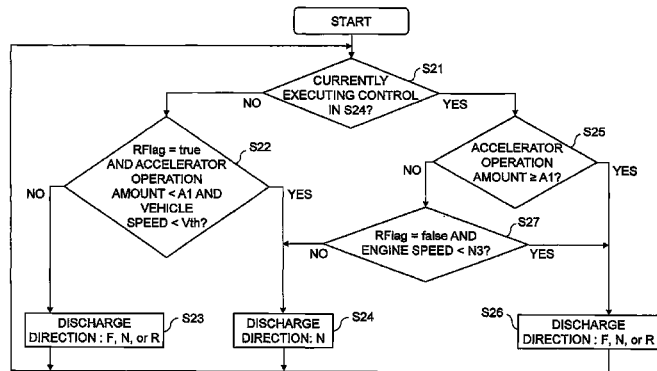 START
S21
CURRENTLY
EXECUTING CONTROL
IN S24?
NO
YES
S22
RFlag = true
AND ACCELERATOR
OPERATION
AMOUNT < A1 AND
VEHICLE
SPEED < Vth?
NO
YES
S25
ACCELERATOR
OPERATION
AMOUNT ≥ A1?
NO
YES
S27
RFlag = false AND
ENGINE SPEED < N3?
NO
YES
S23
DISCHARGE
DIRECTION : F, N, or R
S24
DISCHARGE
DIRECTION: N
S26
DISCHARGE
DIRECTION : F, N, or R